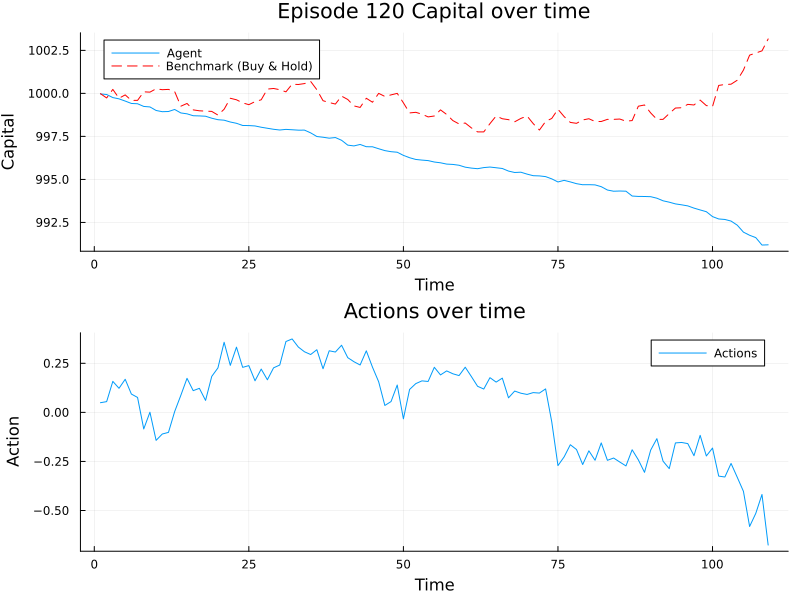 Episode 120 Capital over time
Agent
Benchmark (Buy & Hold)
1002.5
1000.0
997.5
995.0
992.5
Capital
0
25
50
75
100
Time
Actions over time
Actions
0.25
0.00
−0.25
−0.50
Action
0
25
50
75
100
Time